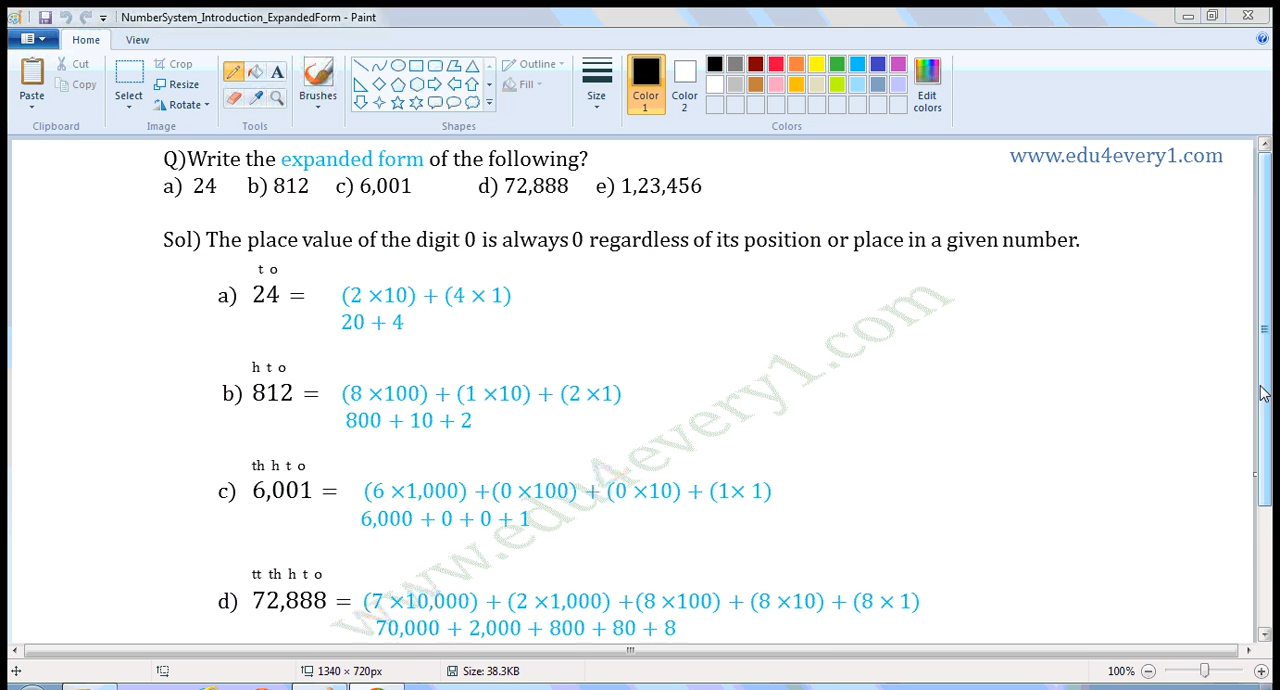 NumberSystem_Introduction_ExpandedForm - Paint
Home View
Paste
Cut
Copy
Clipboard
Select
Crop
Resize
Rotate
Image
A
Tools
Brushes
Outline
Fill
Shapes
Size
Color 1
Color 2
Edit colors
Colors
Q)Write the expanded form of the following?
www.edu4every1.com
a) 24 b) 812 c) 6,001 d) 72,888 e) 1,23,456
Sol) The place value of the digit 0 is always 0 regardless of its position or place in a given number.
t o
a) 24 = (2 ×10) + (4 × 1)
20 + 4
h t o
b) 812 = (8 ×100) + (1 ×10) + (2 ×1)
800 + 10 + 2
th h t o
c) 6,001 = (6 ×1,000) +(0 ×100) + (0 ×10) + (1× 1)
6,000 + 0 + 0 + 1
tt th h t o
d) 72,888 = (7 ×10,000) + (2 ×1,000) +(8 ×100) + (8 ×10) + (8 × 1)
70,000 + 2,000 + 800 + 80 + 8
www.edu4every1.com
1340 × 720px
Size: 38.3KB
100%